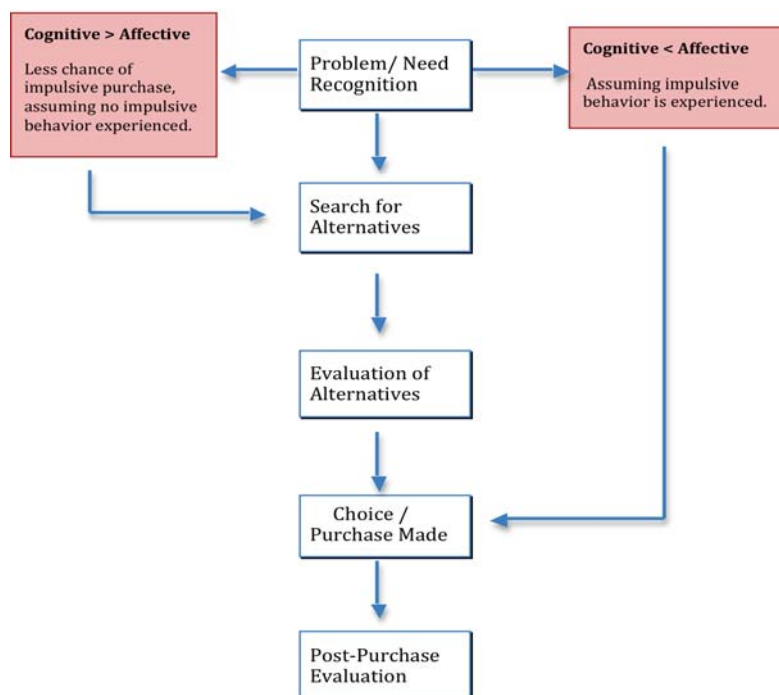 Cognitive > Affective
Less chance of
impulsive purchase,
assuming no impulsive
behavior experienced.
Problem/ Need
Recognition
Cognitive < Affective
Assuming impulsive
behavior is experienced.
Search for
Alternatives
Evaluation of
Alternatives
Choice /
Purchase Made
Post-Purchase
Evaluation